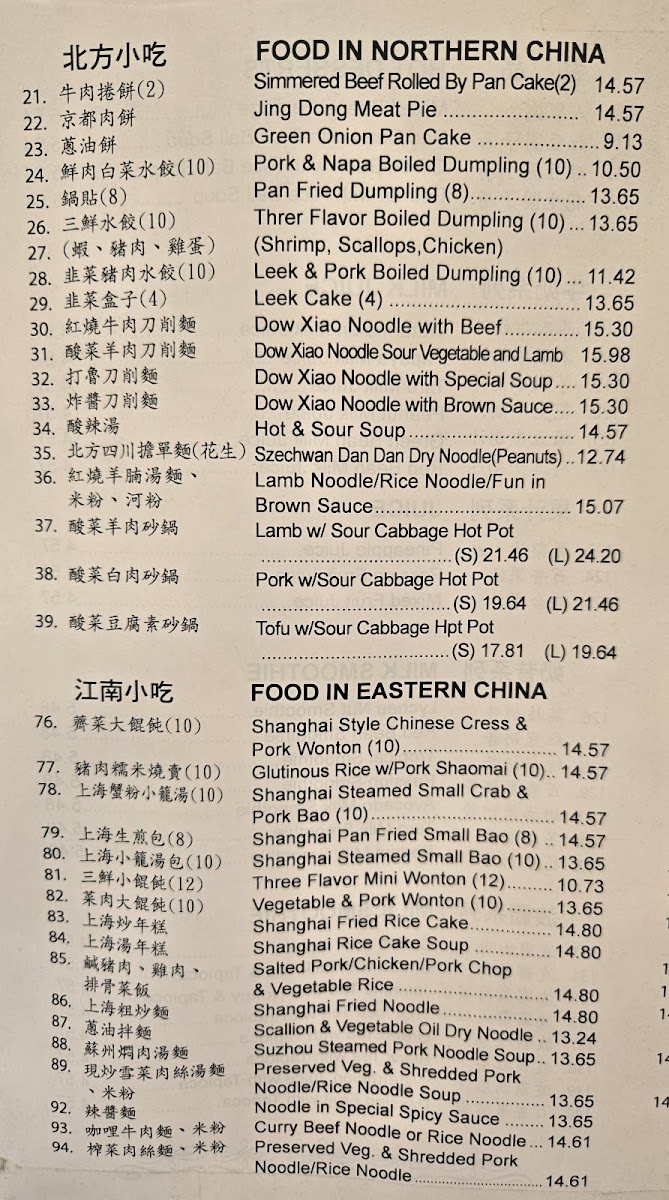 北方小吃 FOOD IN NORTHERN CHINA
21. 牛肉捲餅(2) Simmered Beef Rolled By Pan Cake(2) 14.57
22. 京都肉餅 Jing Dong Meat Pie ........................ 14.57
23. 蔥油餅 Green Onion Pan Cake ...................... 9.13
24. 鮮肉白菜水餃(10) Pork & Napa Boiled Dumpling (10) .. 10.50
25. 鍋貼(8) Pan Fried Dumpling (8)..................... 13.65
26. 三鮮水餃(10) Threr Flavor Boiled Dumpling (10)... 13.65
27. (蝦、豬肉、雞蛋) (Shrimp, Scallops,Chicken)
28. 韭菜豬肉水餃(10) Leek & Pork Boiled Dumpling (10) ... 11.42
29. 韭菜盒子(4) Leek Cake (4) ................................... 13.65
30. 紅燒牛肉刀削麵 Dow Xiao Noodle with Beef............. 15.30
31. 酸菜羊肉刀削麵 Dow Xiao Noodle Sour Vegetable and Lamb 15.98
32. 打魯刀削麵 Dow Xiao Noodle with Special Soup.... 15.30
33. 炸醬刀削麵 Dow Xiao Noodle with Brown Sauce.... 15.30
34. 酸辣湯 Hot & Sour Soup............................ 14.57
35. 北方四川擔單麵(花生) Szechwan Dan Dan Dry Noodle(Peanuts) .. 12.74
36. 紅燒羊腩湯麵、 Lamb Noodle/Rice Noodle/Fun in
米粉、河粉 Brown Sauce................................. 15.07
37. 酸菜羊肉砂鍋 Lamb w/ Sour Cabbage Hot Pot
................................(S) 21.46 (L) 24.20
38. 酸菜白肉砂鍋 Pork w/Sour Cabbage Hot Pot
................................(S) 19.64 (L) 21.46
39. 酸菜豆腐素砂鍋 Tofu w/Sour Cabbage Hpt Pot
................................(S) 17.81 (L) 19.64
江南小吃 FOOD IN EASTERN CHINA
76. 薺菜大餛飩(10) Shanghai Style Chinese Cress &
Pork Wonton (10)............................ 14.57
77. 豬肉糯米燒賣(10) Glutinous Rice w/Pork Shaomai (10).. 14.57
78. 上海蟹粉小籠湯(10) Shanghai Steamed Small Crab &
Pork Bao (10)................................. 14.57
79. 上海生煎包(8) Shanghai Pan Fried Small Bao (8) .. 14.57
80. 上海小籠湯包(10) Shanghai Steamed Small Bao (10).. 13.65
81. 三鮮小餛飩(12) Three Flavor Mini Wonton (12)......... 10.73
82. 菜肉大餛飩(10) Vegetable & Pork Wonton (10)......... 13.65
83. 上海炒年糕 Shanghai Fried Rice Cake............... 14.80
84. 上海湯年糕 Shanghai Rice Cake Soup ............... 14.80
85. 鹹豬肉、雞肉、 Salted Pork/Chicken/Pork Chop
排骨菜飯 & Vegetable Rice ............................ 14.80
86. 上海粗炒麵 Shanghai Fried Noodle.................... 14.80
87. 蔥油拌麵 Scallion & Vegetable Oil Dry Noodle .. 13.24
88. 蘇州燜肉湯麵 Suzhou Steamed Pork Noodle Soup.. 13.65
89. 現炒雪菜肉絲湯麵 Preserved Veg. & Shredded Pork
、米粉 Noodle/Rice Noodle Soup .............. 13.65
92. 辣醬麵 Noodle in Special Spicy Sauce ....... 13.65
93. 咖哩牛肉麵、米粉 Curry Beef Noodle or Rice Noodle... 14.61
94. 榨菜肉絲麵、米粉 Preserved Veg. & Shredded Pork
Noodle/Rice Noodle........................ 14.61